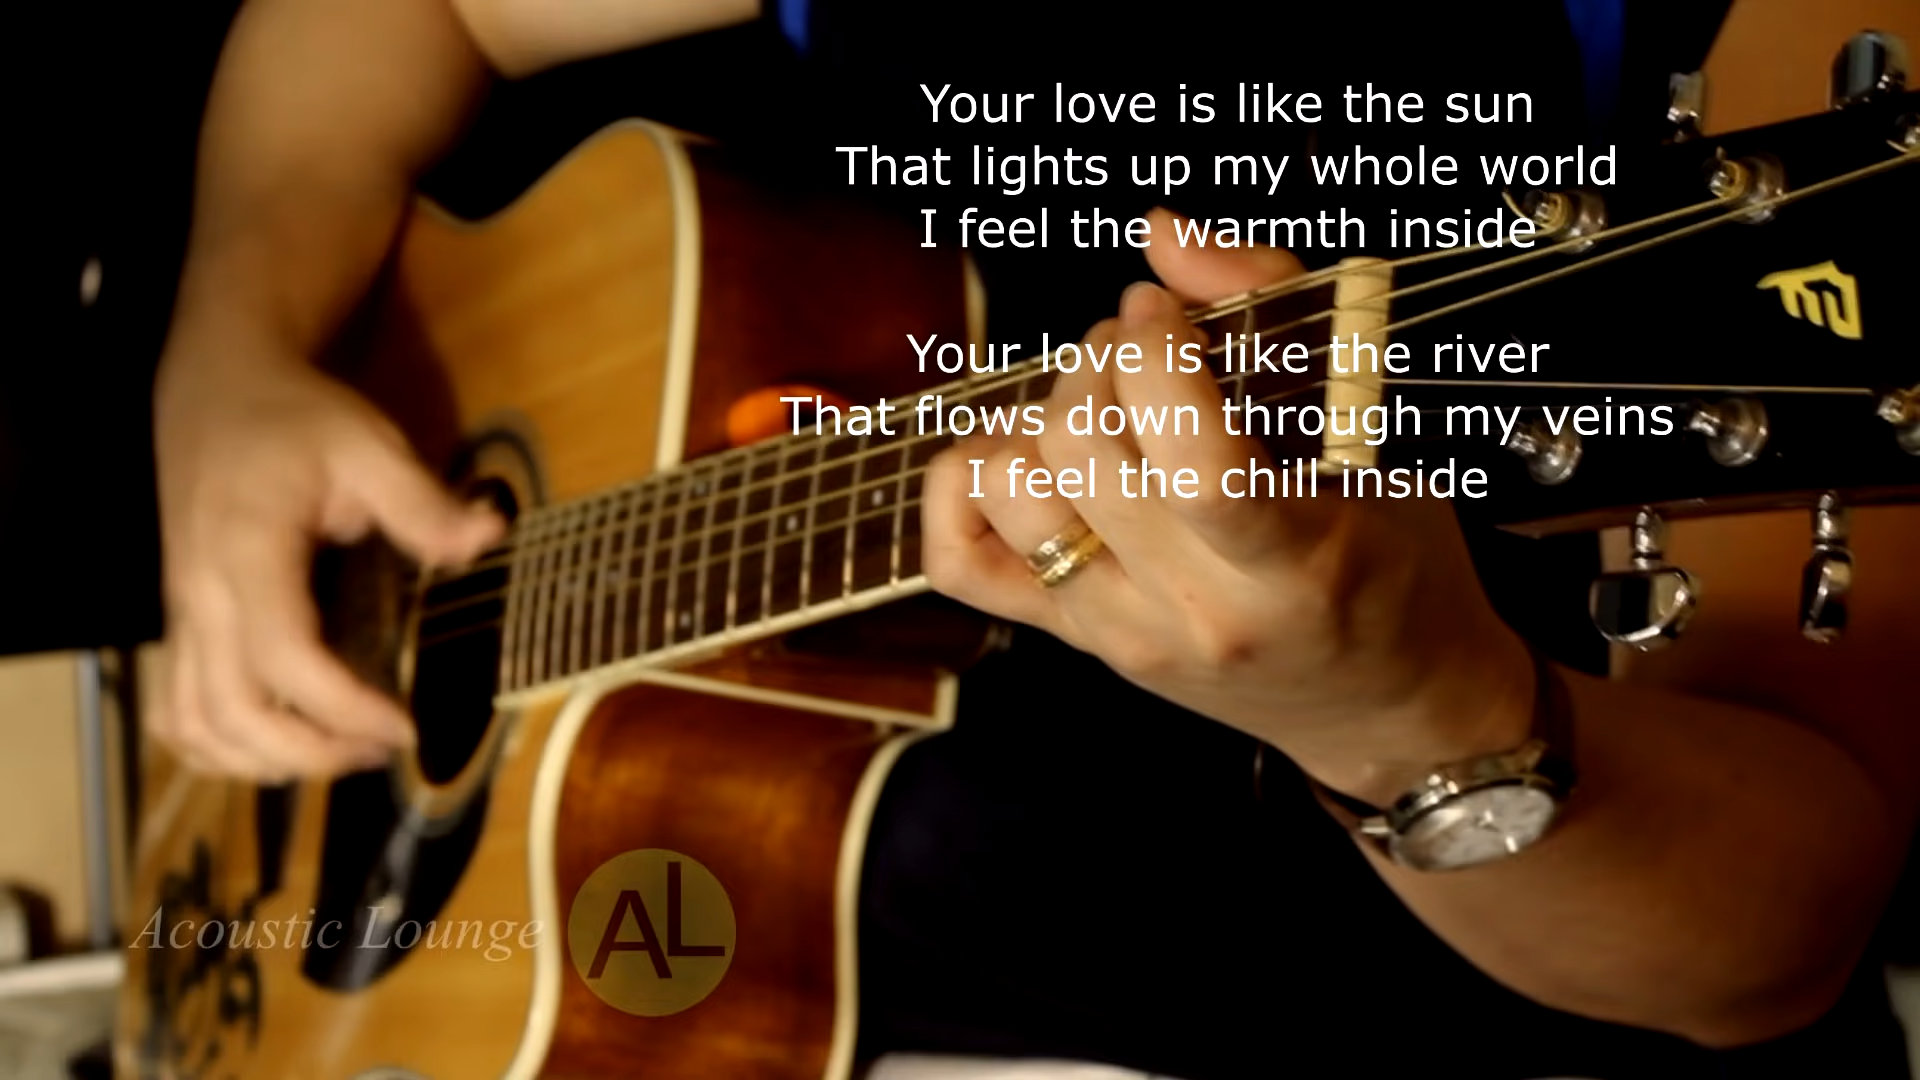 Your love is like the sun
That lights up my whole world
I feel the warmth inside
Your love is like the river
That flows down through my veins
I feel the chill inside
Acoustic Lounge
AL